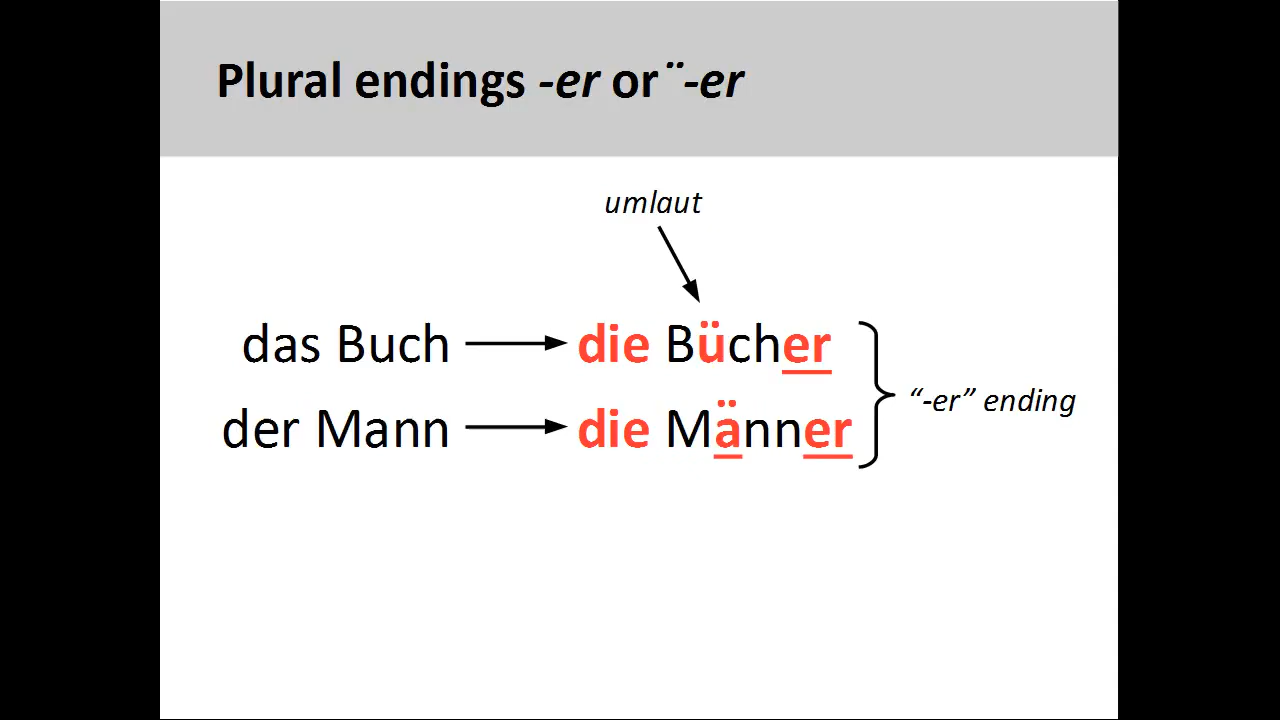 Plural endings -er or ¨-er
umlaut
das Buch die Bücher
der Mann die Männer
“-er” ending